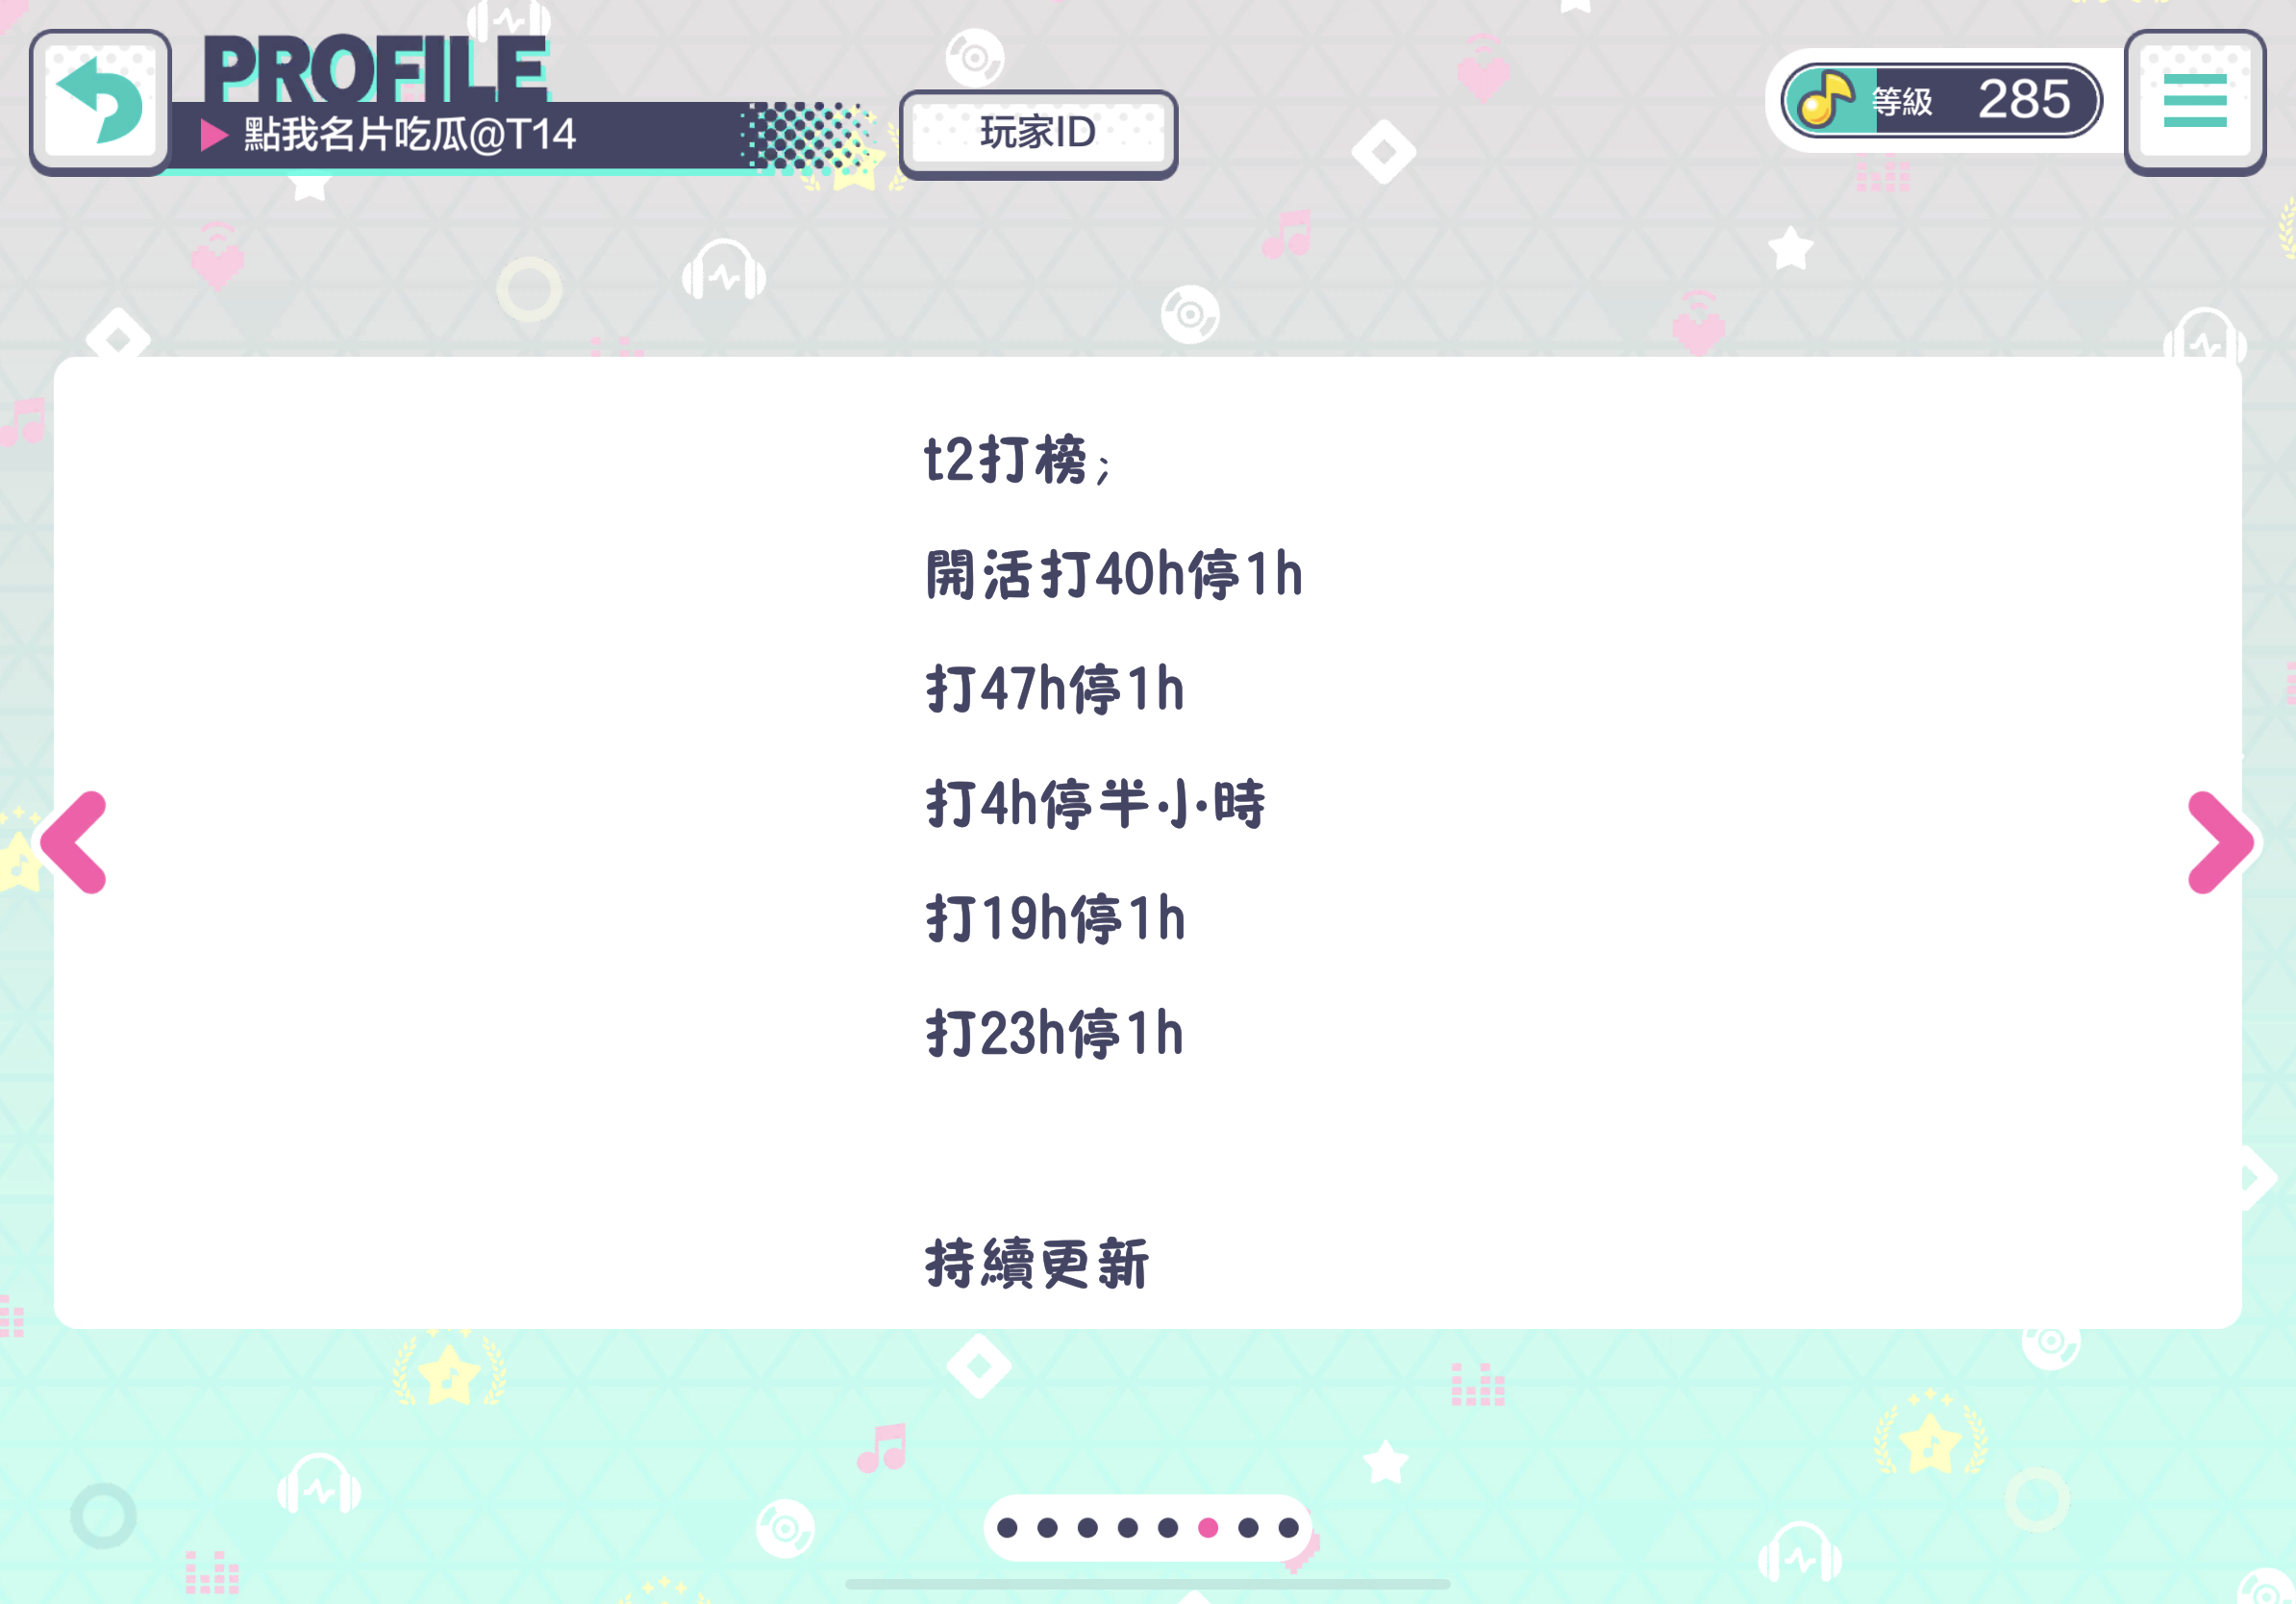 PROFILE
點我名片吃瓜@T14
玩家ID
等級 285
t2打榜;
開活打40h停1h
打47h停1h
打4h停半小時
打19h停1h
打23h停1h
持續更新